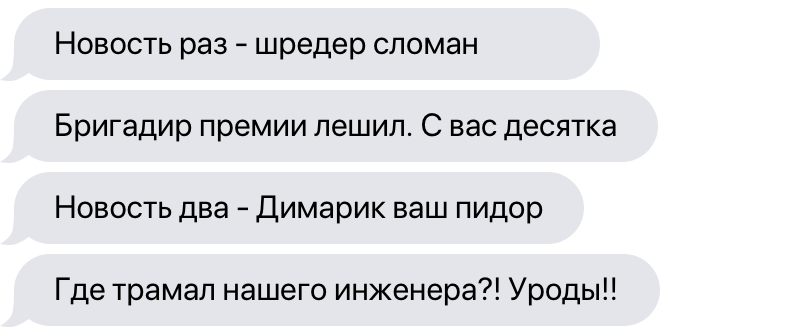 Новость раз - шредер сломан
Бригадир премии лешил. С вас десятка
Новость два - Димарик ваш пидор
Где трамал нашего инженера?! Уроды!!